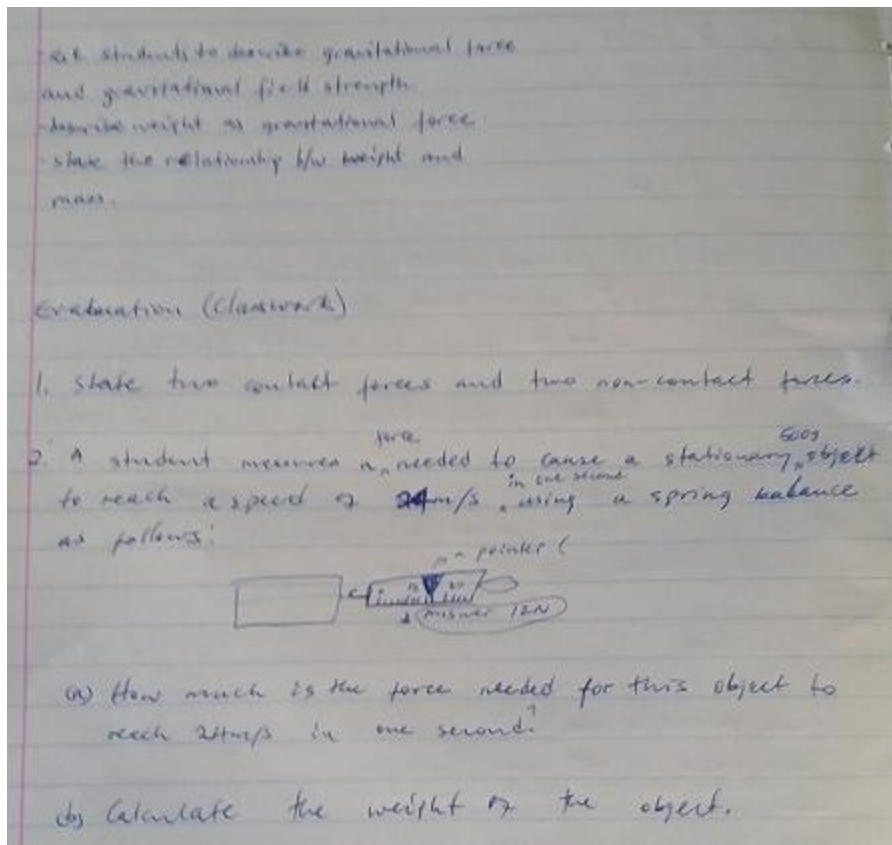 ask students to describe gravitational force
and gravitational field strength
-describe weight as gravitational force
-state the relationship b/w weight and
mass.
Evaluation (Classwork)
1. State two contact forces and two non-contact forces.
force 500g
2. A student measures a needed to cause a stationary object
in one second
to reach a speed of 24m/s using a spring balance
as follows:
pointer (
10 20
answer 12N
(a) How much is the force needed for this object to
reach 24m/s in one second?
(b) Calculate the weight of the object.